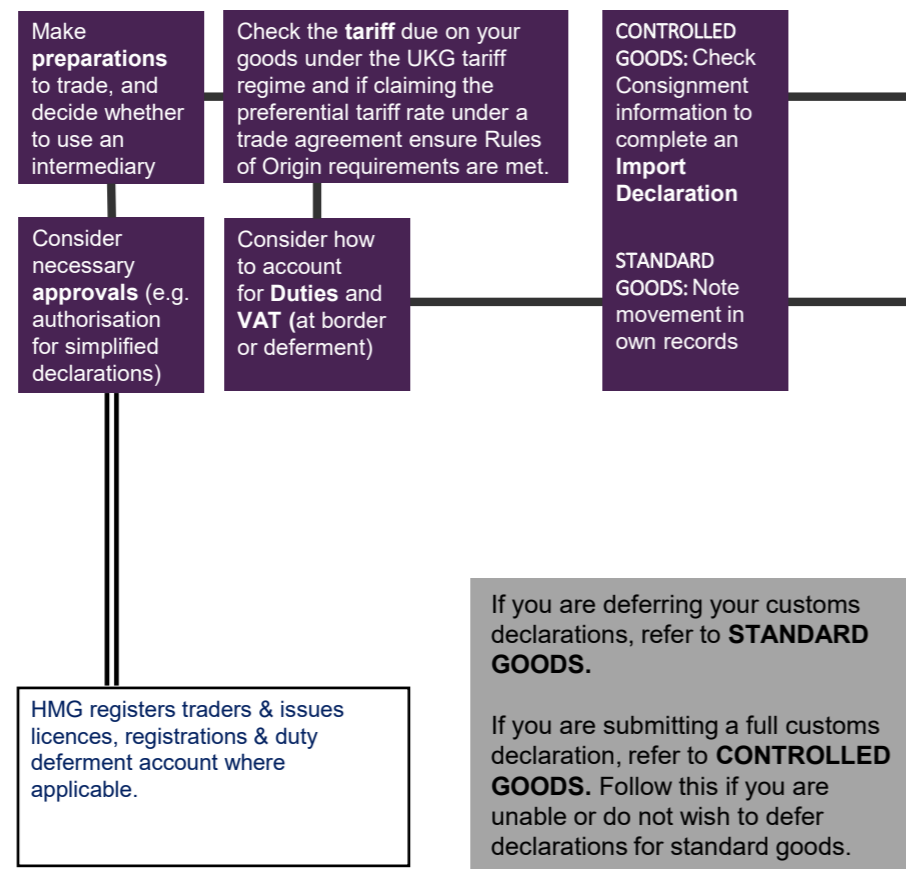 Make
preparations
to trade, and
decide whether
to use an
intermediary
Check the tariff due on your
goods under the UKG tariff
regime and if claiming the
preferential tariff rate under a
trade agreement ensure Rules
of Origin requirements are met.
CONTROLLED
GOODS: Check
Consignment
information to
complete an
Import
Declaration
STANDARD
GOODS: Note
movement in
own records
Consider
necessary
approvals (e.g.
authorisation
for simplified
declarations)
Consider how
to account
for Duties and
VAT (at border
or deferment)
HMG registers traders & issues
licences, registrations & duty
deferment account where
applicable.
If you are deferring your customs
declarations, refer to STANDARD
GOODS.
If you are submitting a full customs
declaration, refer to CONTROLLED
GOODS. Follow this if you are
unable or do not wish to defer
declarations for standard goods.